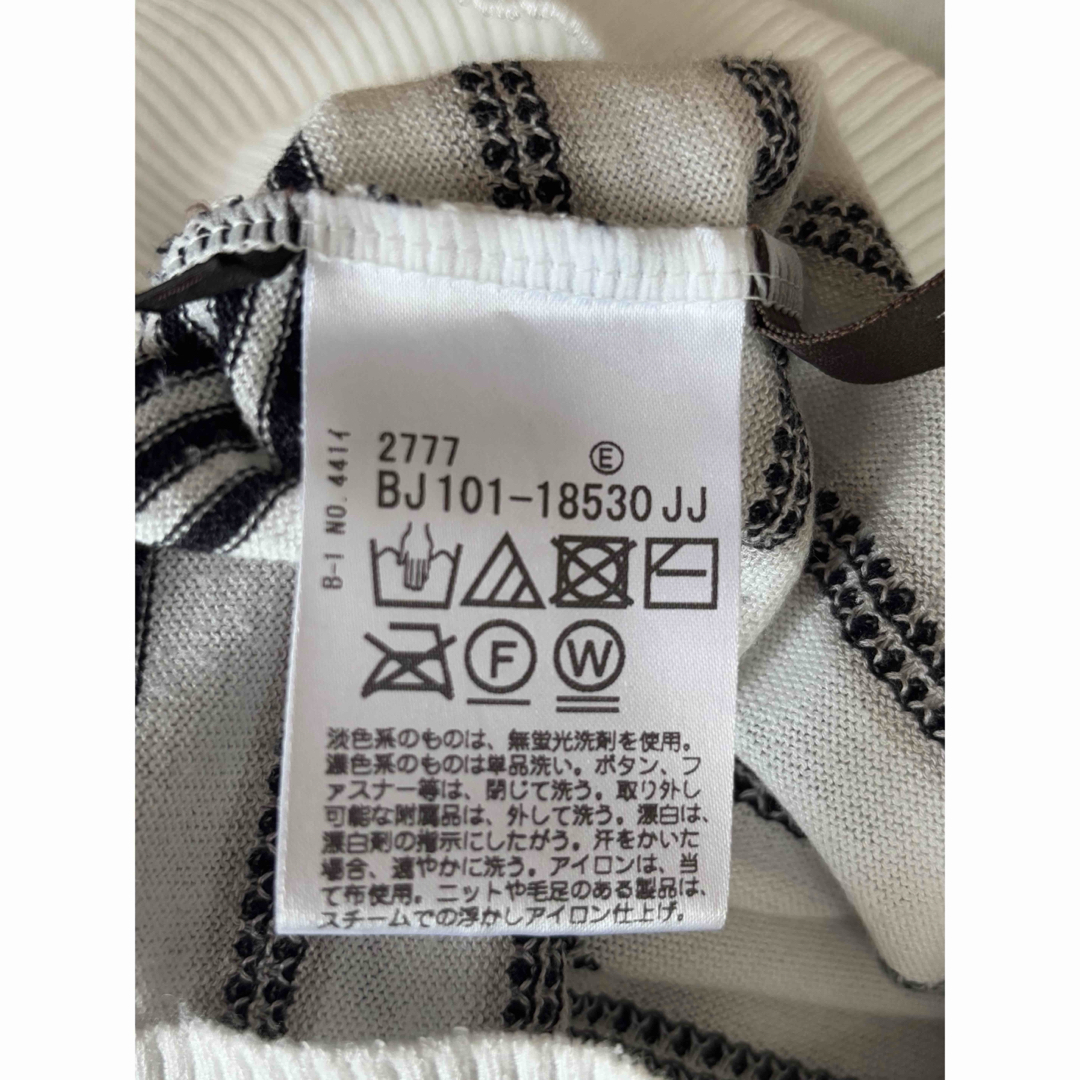 2777 Ⓔ
BJ101-18530 JJ
B-1 NO.441イ
F W
淡色系のものは、無蛍光洗剤を使用。
濃色系のものは単品洗い。ボタン、フ
ァスナー等は、閉じて洗う。取り外し
可能な附属品は、外して洗う。漂白は、
漂白剤の指示にしたがう。汗をかいた
場合、速やかに洗う。アイロンは、当
て布使用。ニットや毛足のある製品は、
スチームでの浮かしアイロン仕上げ。